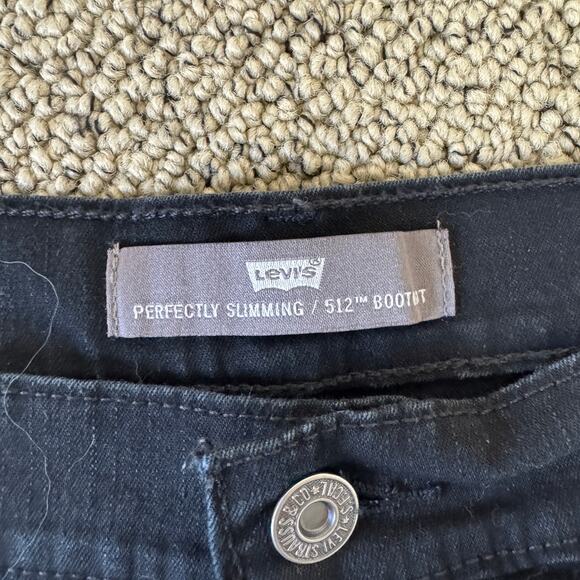 LEVI'S®
PERFECTLY SLIMMING / 512™ BOOTCUT
LEVI STRAUSS & CO